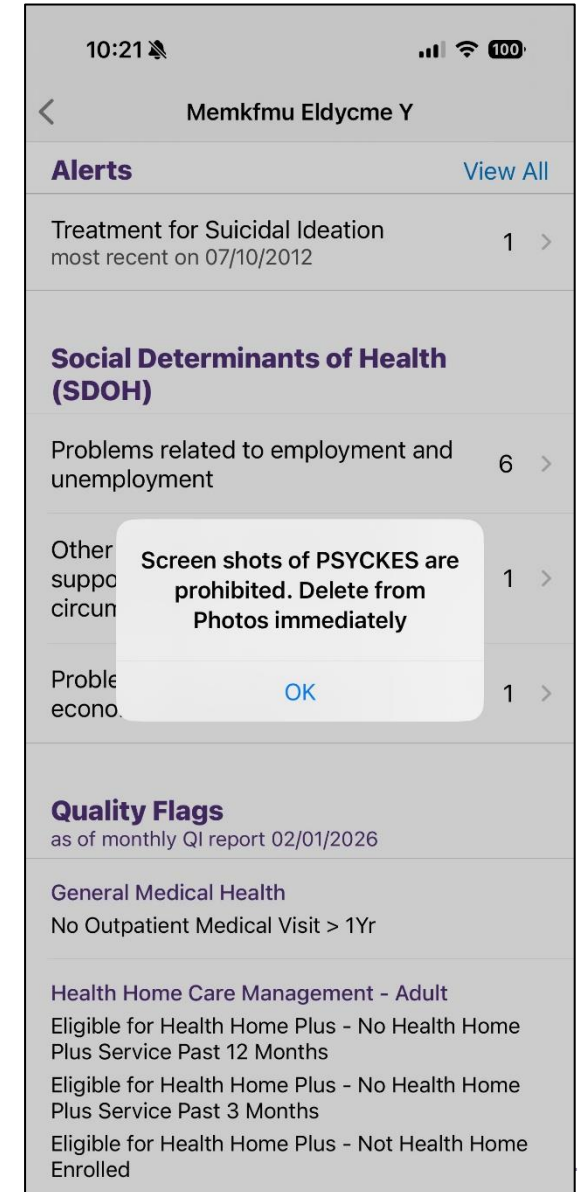 10:21
100
Memkfmu Eldycme Y
Alerts
View All
Treatment for Suicidal Ideation
1
most recent on 07/10/2012
Social Determinants of Health
(SDOH)
Problems related to employment and
unemployment
6
Other
suppo
circum
1
Screen shots of PSYCKES are
prohibited. Delete from
Photos immediately
OK
Proble
econo
1
Quality Flags
as of monthly QI report 02/01/2026
General Medical Health
No Outpatient Medical Visit > 1Yr
Health Home Care Management - Adult
Eligible for Health Home Plus - No Health Home
Plus Service Past 12 Months
Eligible for Health Home Plus - No Health Home
Plus Service Past 3 Months
Eligible for Health Home Plus - Not Health Home
Enrolled